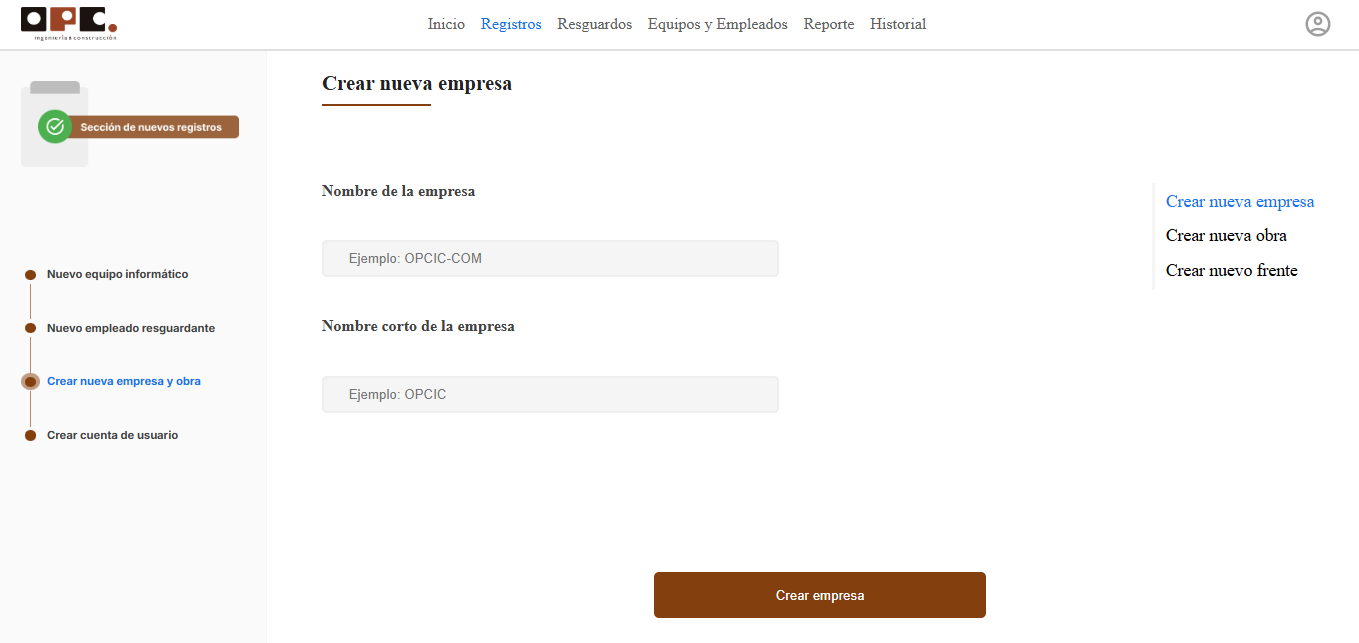 OPC.
ingeniería & construcción
Inicio Registros Resguardos Equipos y Empleados Reporte Historial
Sección de nuevos registros
Nuevo equipo informático
Nuevo empleado resguardante
Crear nueva empresa y obra
Crear cuenta de usuario
Crear nueva empresa
Nombre de la empresa
Ejemplo: OPCIC-COM
Nombre corto de la empresa
Ejemplo: OPCIC
Crear empresa
Crear nueva empresa
Crear nueva obra
Crear nuevo frente